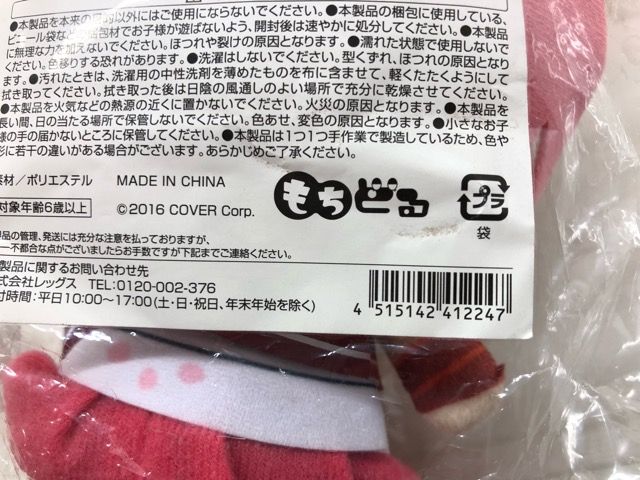 ●本製品を本来の目的以外にはご使用にならないでください。●本製品の梱包に使用している、
ビニール袋など 包材でお子様が遊ばないよう、開封後は速やかに処分してください。●本製品
に無理な力を加えないでください。ほつれや裂けの原因となります。●濡れた状態で使用しない
ください。色移りする恐れがあります。●洗濯はしないでください。型くずれ、ほつれの原因となり
す。●汚れたときは、洗濯用の中性洗剤を薄めたものを布に含ませて、軽くたたくようにして
拭き取ってください。拭き取った後は日陰の風通しのよい場所で充分に乾燥させてください。
●本製品を火気などの熱源の近くに置かないでください。火災の原因となります。●本製品を
長い間、日の当たる場所で保管しないでください。色あせ、変色の原因となります。●小さなお子
様の手の届かないところに保管してください。●本製品は1つ1つ手作業で製造しているため、色や
形に若干の違いがある場合がございます。あらかじめご了承ください。
素材/ポリエステル MADE IN CHINA
対象年齢6歳以上 ©2016 COVER Corp.
もちどる
プラ
袋
品の管理、発送には充分な注意を払っておりますが、
一不都合な点がございましたらお手数ですが下記までご連絡ください。
製品に関するお問い合わせ先
式会社レッグス TEL:0120-002-376
付時間:平日10:00〜17:00(土・日・祝日、年末年始を除く)
4 515142 412247